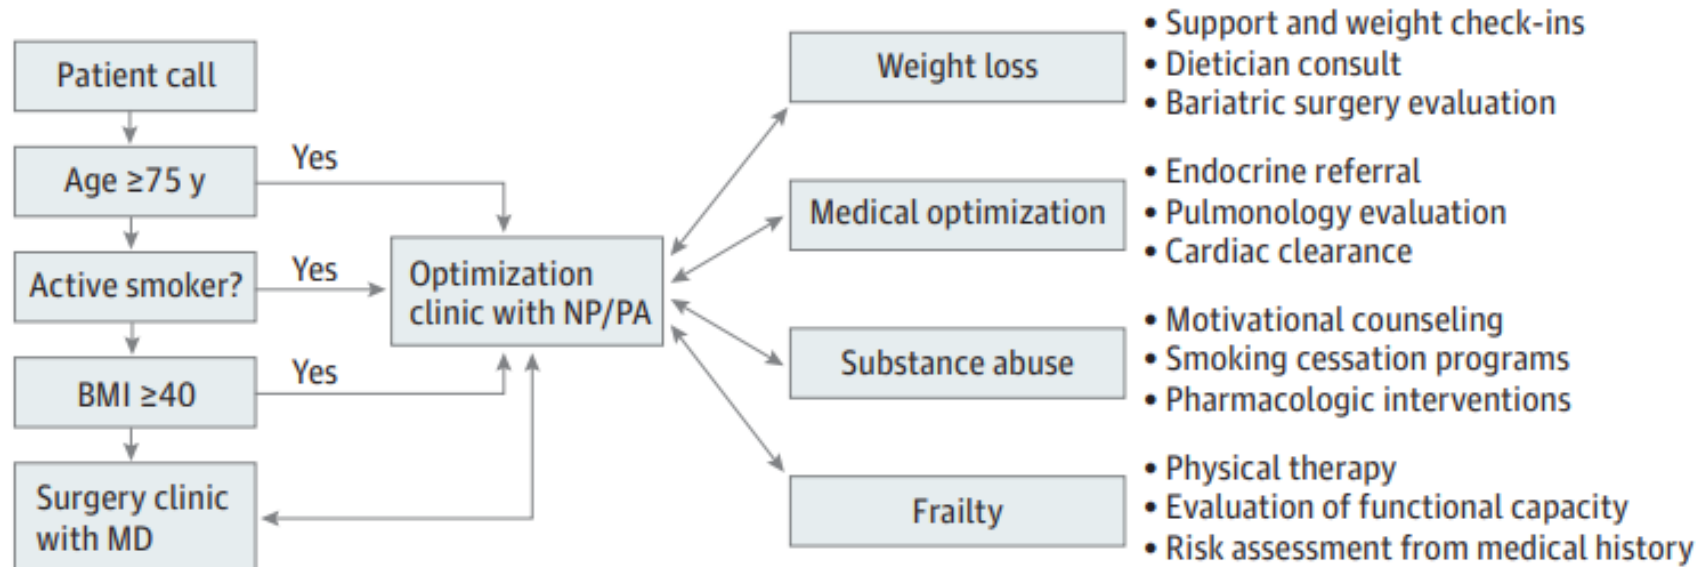 Patient call
Age ≥75 y
Yes
Active smoker?
Yes
BMI ≥40
Yes
Surgery clinic
with MD
Optimization
clinic with NP/PA
Weight loss
• Support and weight check-ins
• Dietician consult
• Bariatric surgery evaluation
Medical optimization
• Endocrine referral
• Pulmonology evaluation
• Cardiac clearance
Substance abuse
• Motivational counseling
• Smoking cessation programs
• Pharmacologic interventions
Frailty
• Physical therapy
• Evaluation of functional capacity
• Risk assessment from medical history